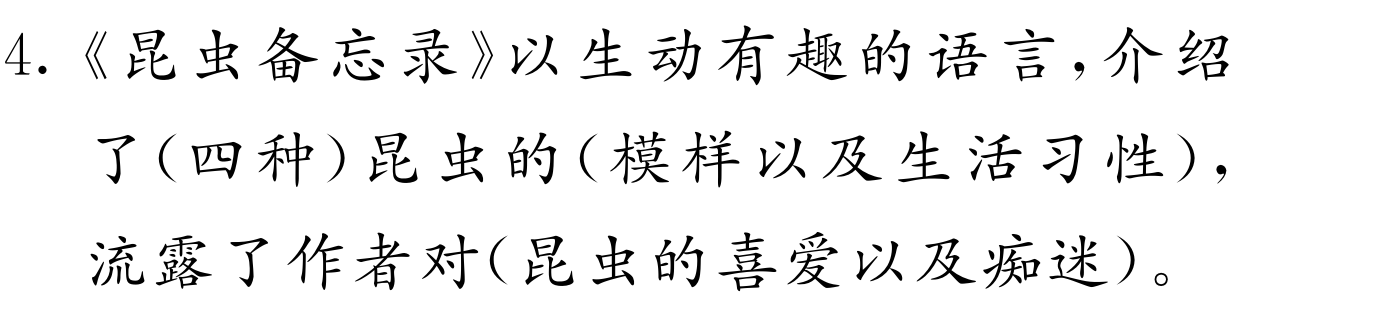 4.《昆虫备忘录》以生动有趣的语言,介绍
了(四种)昆虫的(模样以及生活习性),
流露了作者对(昆虫的喜爱以及痴迷)。